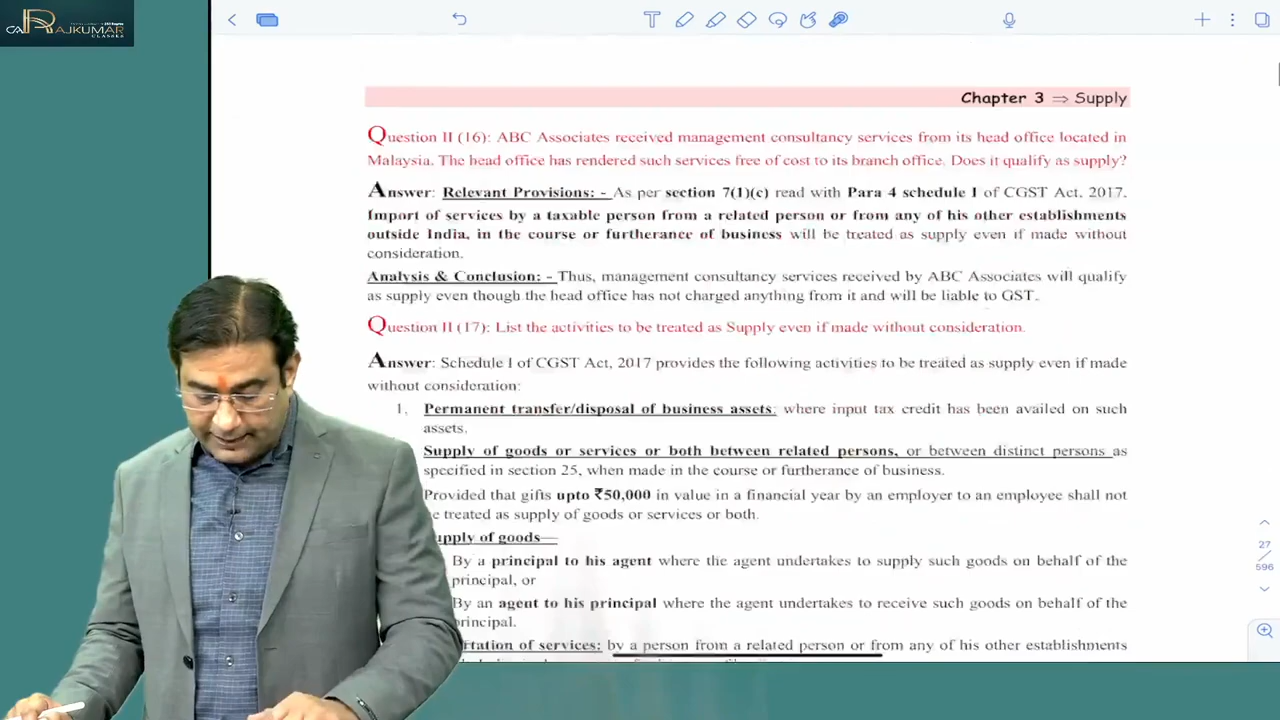 CA RAJKUMAR
CLASSES
Chapter 3 ⇒ Supply
Question II (16): ABC Associates received management consultancy services from its head office located in
Malaysia. The head office has rendered such services free of cost to its branch office. Does it qualify as supply?
Answer: Relevant Provisions: - As per section 7(1)(c) read with Para 4 schedule I of CGST Act, 2017,
Import of services by a taxable person from a related person or from any of his other establishments
outside India, in the course or furtherance of business will be treated as supply even if made without
consideration.
Analysis & Conclusion: - Thus, management consultancy services received by ABC Associates will qualify
as supply even though the head office has not charged anything from it and will be liable to GST.
Question II (17): List the activities to be treated as Supply even if made without consideration.
Answer: Schedule I of CGST Act, 2017 provides the following activities to be treated as supply even if made
without consideration:
1. Permanent transfer/disposal of business assets: where input tax credit has been availed on such
assets.
Supply of goods or services or both between related persons, or between distinct persons as
specified in section 25, when made in the course or furtherance of business.
Provided that gifts upto ₹50,000 in value in a financial year by an employer to an employee shall not
be treated as supply of goods or services or both.
upply of goods—
By a principal to his agent where the agent undertakes to supply such goods on behalf of the
principal, or
By an agent to his principal where the agent undertakes to receive such goods on behalf of the
principal.
ation of services: by a person from a related person or from any of his other establishments
27
596